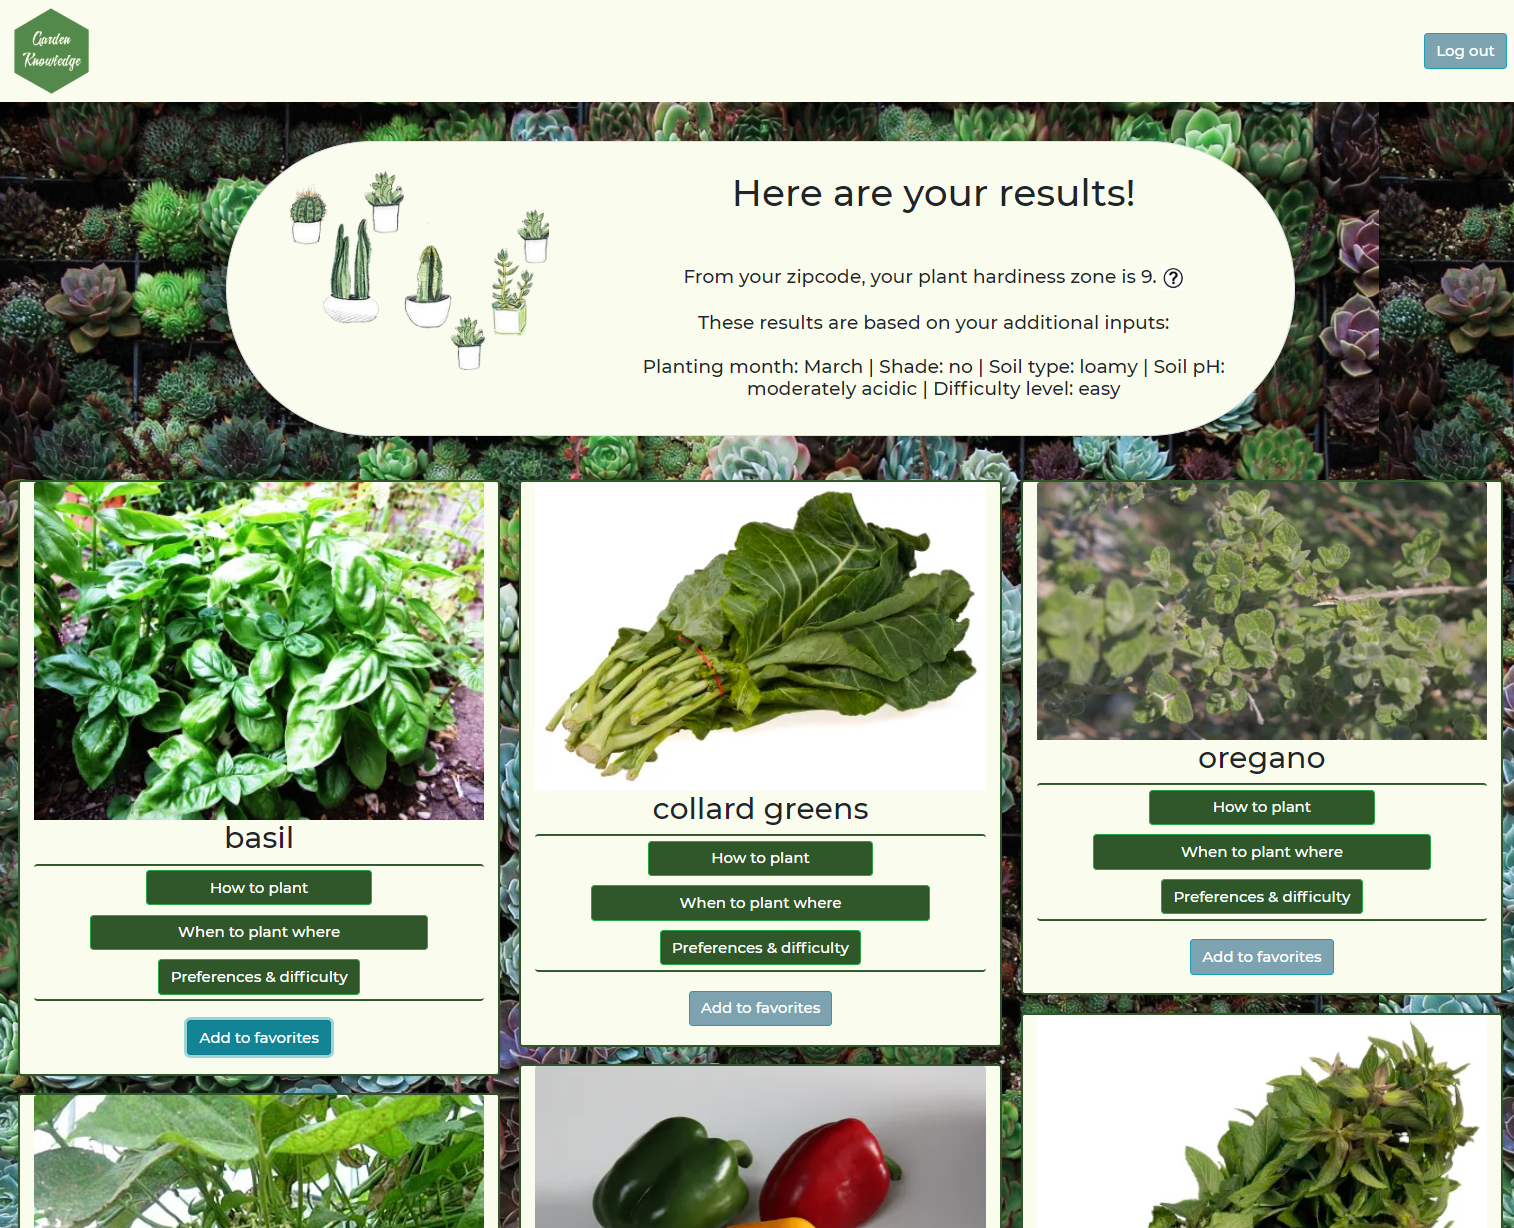 Garden
Knowledge
Log out
Here are your results!
From your zipcode, your plant hardiness zone is 9. ?
These results are based on your additional inputs:
Planting month: March | Shade: no | Soil type: loamy | Soil pH:
moderately acidic | Difficulty level: easy
basil
How to plant
When to plant where
Preferences & difficulty
Add to favorites
collard greens
How to plant
When to plant where
Preferences & difficulty
Add to favorites
oregano
How to plant
When to plant where
Preferences & difficulty
Add to favorites